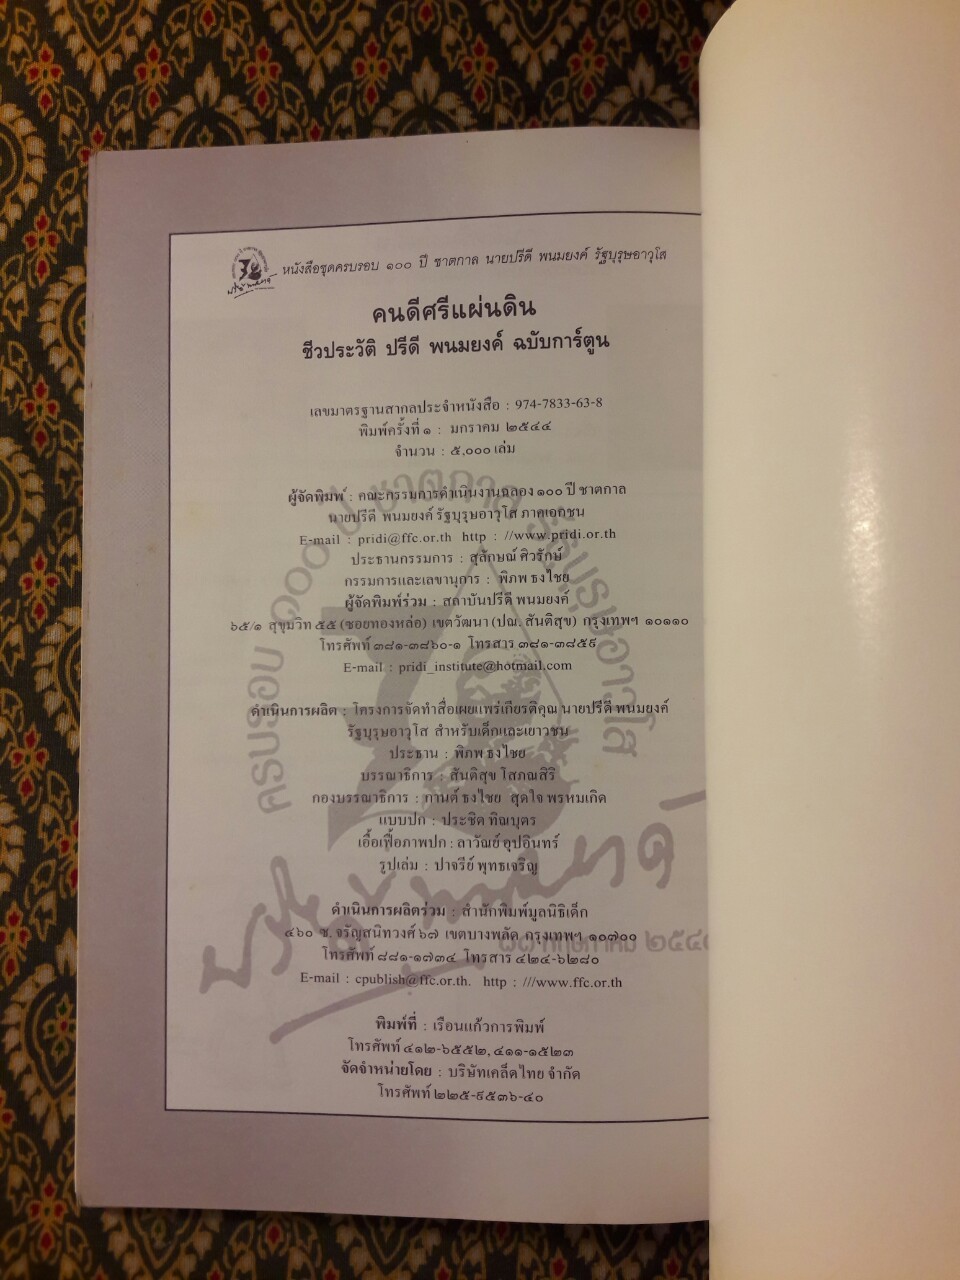 หนังสือชุดครบรอบ ๑๐๐ ปี ชาตกาล นายปรีดี พนมยงค์ รัฐบุรุษอาวุโส
คนดีศรีแผ่นดิน
ชีวประวัติ ปรีดี พนมยงค์ ฉบับการ์ตูน
เลขมาตรฐานสากลประจำหนังสือ : 974-7833-63-8
พิมพ์ครั้งที่ ๑ : มกราคม ๒๕๔๔
จำนวน : ๕,๐๐๐ เล่ม
ผู้จัดพิมพ์ : คณะกรรมการดำเนินงานฉลอง ๑๐๐ ปี ชาตกาล
นายปรีดี พนมยงค์ รัฐบุรุษอาวุโส ภาคเอกชน
E-mail : pridi@ffc.or.th http : //www.pridi.or.th
ประธานกรรมการ : สุลักษณ์ ศิวรักษ์
กรรมการและเลขานุการ : พิภพ ธงไชย
ผู้จัดพิมพ์ร่วม : สถาบันปรีดี พนมยงค์
๖๕/๑ สุขุมวิท ๕๕ (ซอยทองหล่อ) เขตวัฒนา (ปณ. สันติสุข) กรุงเทพฯ ๑๐๑๑๐
โทรศัพท์ ๓๘๑-๓๘๖๐-๑ โทรสาร ๓๘๑-๓๘๕๙
E-mail : pridi_institute@hotmail.com
ดำเนินการผลิต : โครงการจัดทำสื่อเผยแพร่เกียรติคุณ นายปรีดี พนมยงค์
รัฐบุรุษอาวุโส สำหรับเด็กและเยาวชน
ประธาน : พิภพ ธงไชย
บรรณาธิการ : สันติสุข โสภณสิริ
กองบรรณาธิการ : กานต์ ธงไชย สุดใจ พรหมเกิด
แบบปก : ประชิด ทิณบุตร
เอื้อเฟื้อภาพปก : ลาวัณย์ อุปอินทร์
รูปเล่ม : ปาจรีย์ พุทธเจริญ
ดำเนินการผลิตร่วม : สำนักพิมพ์มูลนิธิเด็ก
๔๖๐ ซ. จรัญสนิทวงศ์ ๖๗ เขตบางพลัด กรุงเทพฯ ๑๐๗๐๐
โทรศัพท์ ๘๘๑-๑๗๓๔ โทรสาร ๔๒๔-๖๒๘๐
E-mail : cpublish@ffc.or.th. http : ///www.ffc.or.th
พิมพ์ที่ : เรือนแก้วการพิมพ์
โทรศัพท์ ๔๑๒-๖๕๕๒, ๔๑๑-๑๕๒๓
จัดจำหน่ายโดย : บริษัทเคล็ดไทย จำกัด
โทรศัพท์ ๒๒๕-๙๕๓๖-๔๐
ครบรอบ ๑๐๐ ปี ชาตกาล รัฐบุรุษอาวุโส